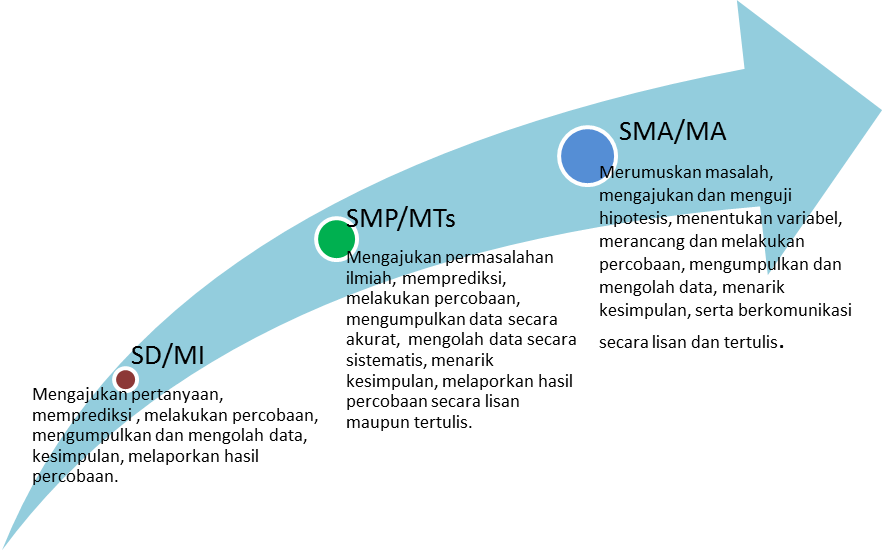 SD/MI
Mengajukan pertanyaan,
memprediksi , melakukan percobaan,
mengumpulkan dan mengolah data,
kesimpulan, melaporkan hasil
percobaan.
SMP/MTs
Mengajukan permasalahan
ilmiah, memprediksi,
melakukan percobaan,
mengumpulkan data secara
akurat,  mengolah data secara
sistematis, menarik
kesimpulan, melaporkan hasil
percobaan secara lisan
maupun tertulis.
SMA/MA
Merumuskan masalah,
mengajukan dan menguji
hipotesis, menentukan variabel,
merancang dan melakukan
percobaan, mengumpulkan dan
mengolah data, menarik
kesimpulan, serta berkomunikasi
secara lisan dan tertulis.